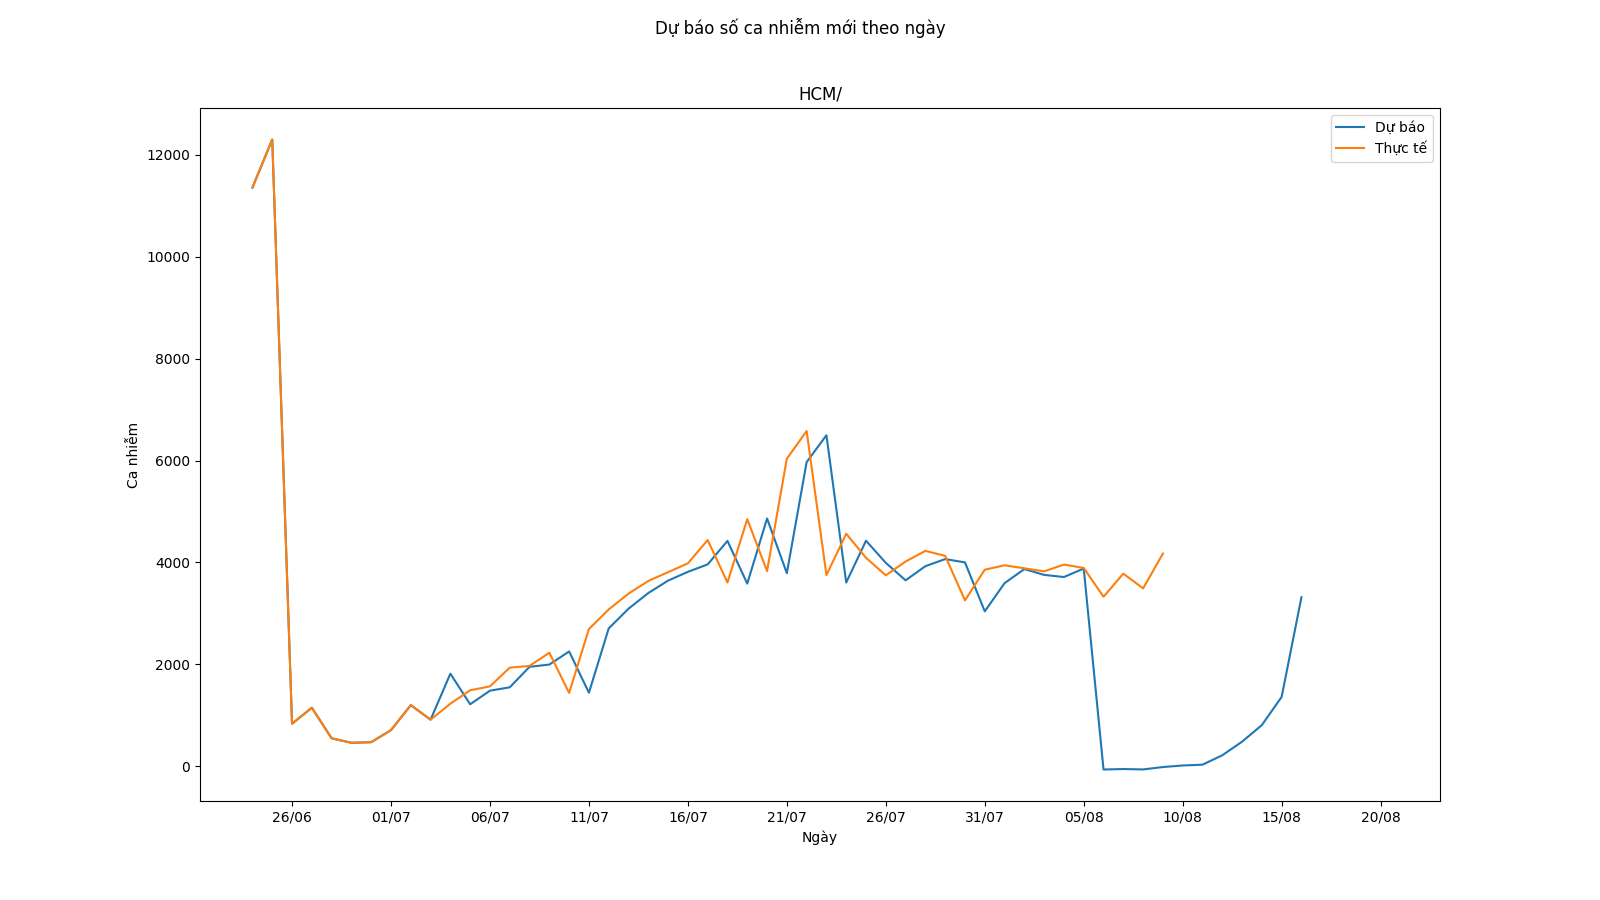 Dự báo số ca nhiễm mới theo ngày
HCM/
Dự báo
Thực tế
12000
10000
8000
6000
4000
2000
0
Ca nhiễm
26/06 01/07 06/07 11/07 16/07 21/07 26/07 31/07 05/08 10/08 15/08 20/08
Ngày